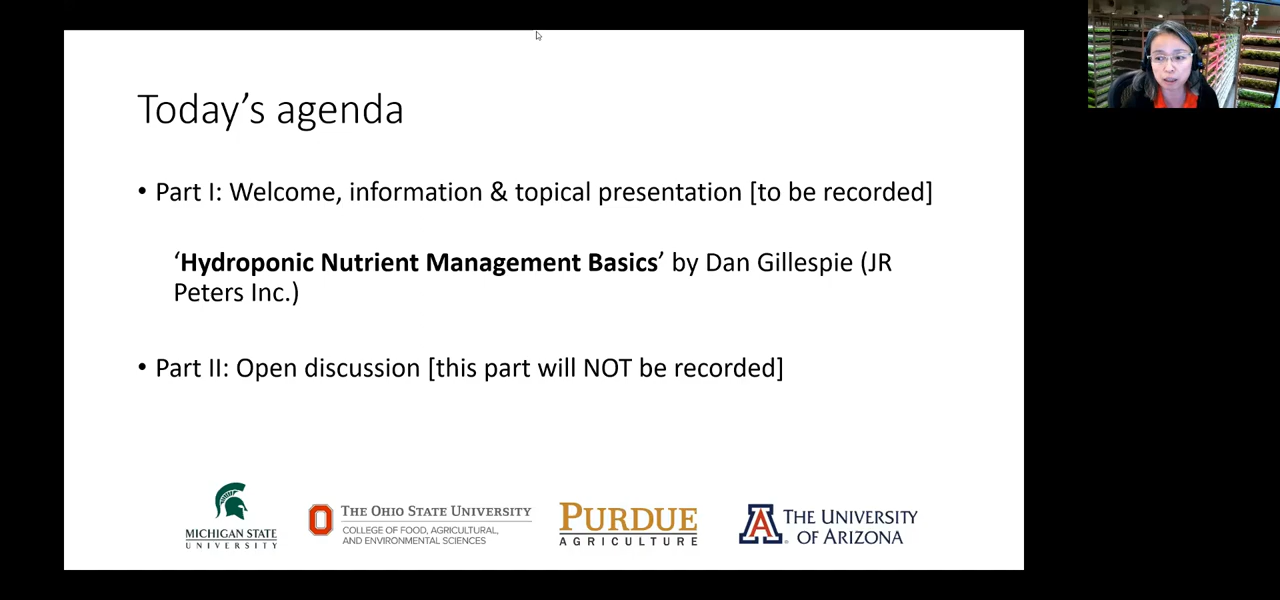 Today's agenda
• Part I: Welcome, information & topical presentation [to be recorded]
‘Hydroponic Nutrient Management Basics’ by Dan Gillespie (JR
Peters Inc.)
• Part II: Open discussion [this part will NOT be recorded]
MICHIGAN STATE
UNIVERSITY
THE OHIO STATE UNIVERSITY
COLLEGE OF FOOD, AGRICULTURAL,
AND ENVIRONMENTAL SCIENCES
PURDUE
AGRICULTURE
A THE UNIVERSITY
OF ARIZONA